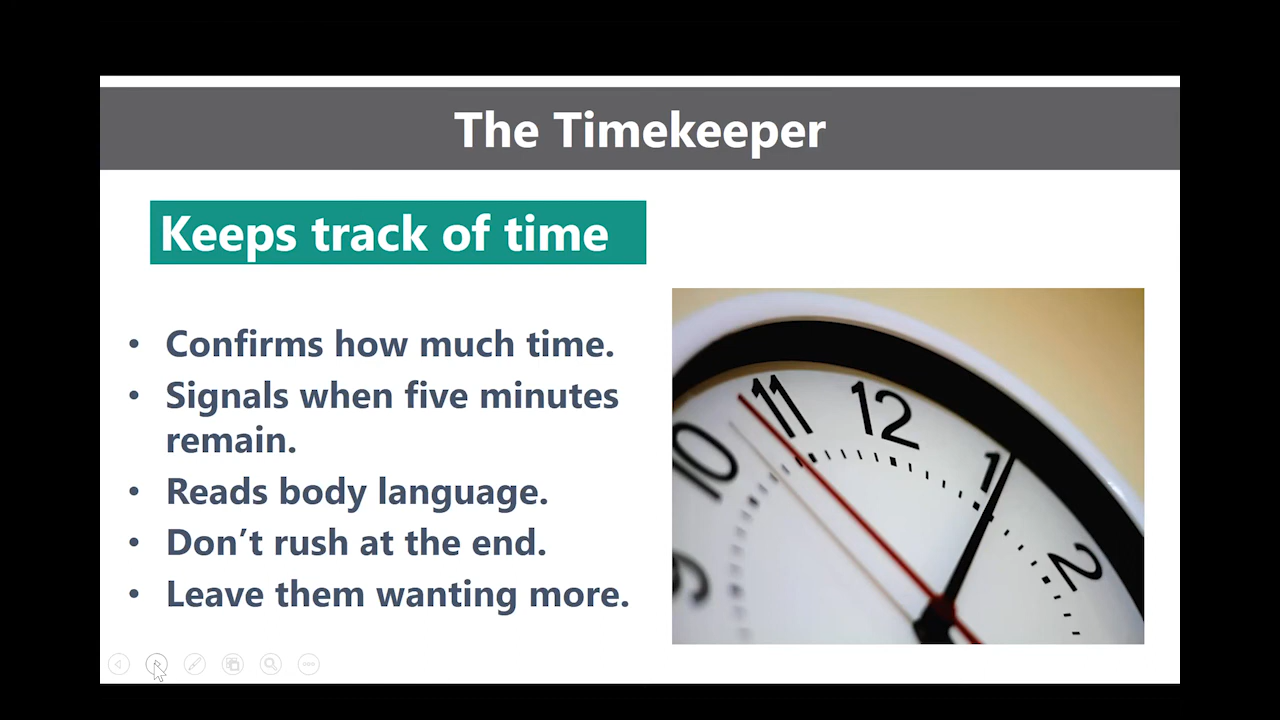 The Timekeeper
Keeps track of time
• Confirms how much time.
• Signals when five minutes
remain.
• Reads body language.
• Don’t rush at the end.
• Leave them wanting more.
11
12
10
1
2
9